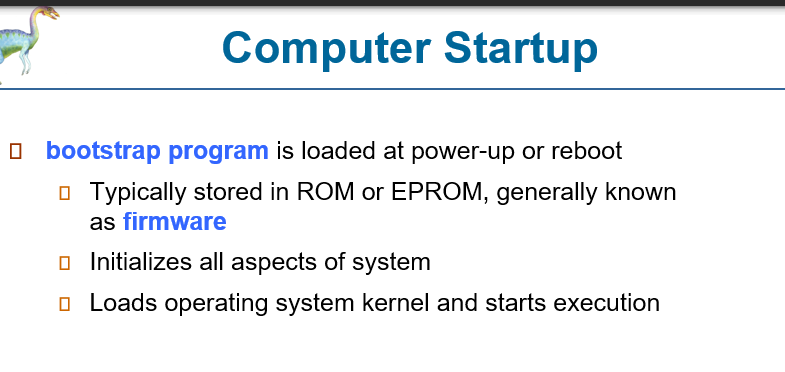 Computer Startup
bootstrap program is loaded at power-up or reboot
Typically stored in ROM or EPROM, generally known
as firmware
Initializes all aspects of system
Loads operating system kernel and starts execution